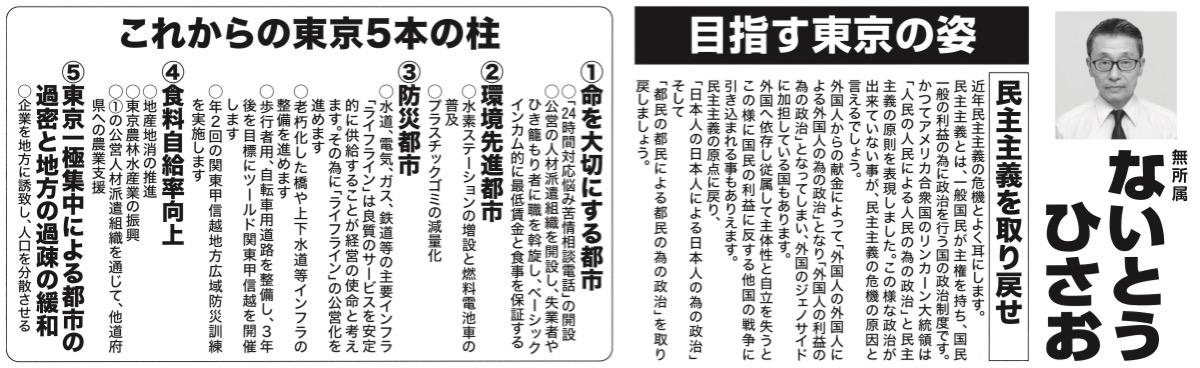 無所属
ないとう
ひさお
目指す東京の姿
民主主義を取り戻せ
近年民主主義の危機とよく耳にします。
民主主義とは、一般国民が主権を持ち、国民
一般の利益の為に政治を行う国の政治制度です。
かつてアメリカ合衆国のリンカーン大統領は
「人民の人民による人民の為の政治」と民主
主義の原則を表現しました。この様な政治が
出来ていない事が、民主主義の危機の原因と
言えるでしょう。
外国人からの献金によって「外国人の外国人に
よる外国人の為の政治」となり、「外国人の利益の
為の政治」となってしまい、外国のジェノサイド
に加担している国もあります。
外国へ依存し従属して主体性と自立を失うと
この様に国民の利益に反する他国の戦争に
引き込まれる事もありえます。
民主主義の原点に戻り、
「日本人の日本人による日本人の為の政治」
そして
「都民の都民による都民の為の政治」を取り
戻しましょう。
これからの東京5本の柱
①命を大切にする都市
○「24時間対応悩み苦情相談電話」の開設
○公営の人材派遣組織を開設し、失業者や
ひき籠もり者に職を斡旋し、ベーシック
インカム的に最低賃金と食事を保証する
②環境先進都市
○水素ステーションの増設と燃料電池車の
普及
○プラスチックゴミの減量化
③防災都市
○水道、電気、ガス、鉄道等の主要インフラ
「ライフライン」は良質のサービスを安定
的に供給することが経営の使命と考え
ます。その為に「ライフライン」の公営化を
進めます
○老朽化した橋や上下水道等インフラの
整備を進めます
○歩行者用、自転車用道路を整備し、3年
後を目標にツールド関東甲信越を開催
します
○年2回の関東甲信越地方広域防災訓練
を実施します
④食料自給率向上
○地産地消の推進
○東京農林水産業の振興
○①の公営人材派遣組織を通じて、他道府
県への農業支援
⑤東京一極集中による都市の
過密と地方の過疎の緩和
○企業を地方に誘致し、人口を分散させる